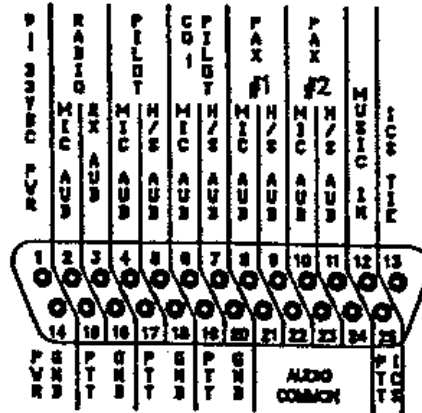 RADIO
PILOT
PILOT
PAX #1
PAX #2
MIC AUD
RX AUD
MIC AUD
H/S AUD
MIC AUD
H/S AUD
MIC AUD
H/S AUD
MIC AUD
H/S AUD
MUSIC IN
ICS TIE
1 2 3 4 5 6 7 8 9 10 11 12 13
14 15 16 17 18 19 20 21 22 23 24 25
PWR
GND
PTT
GND
PTT
GND
PTT
GND
AUDIO
COMMON
PTT
ICS